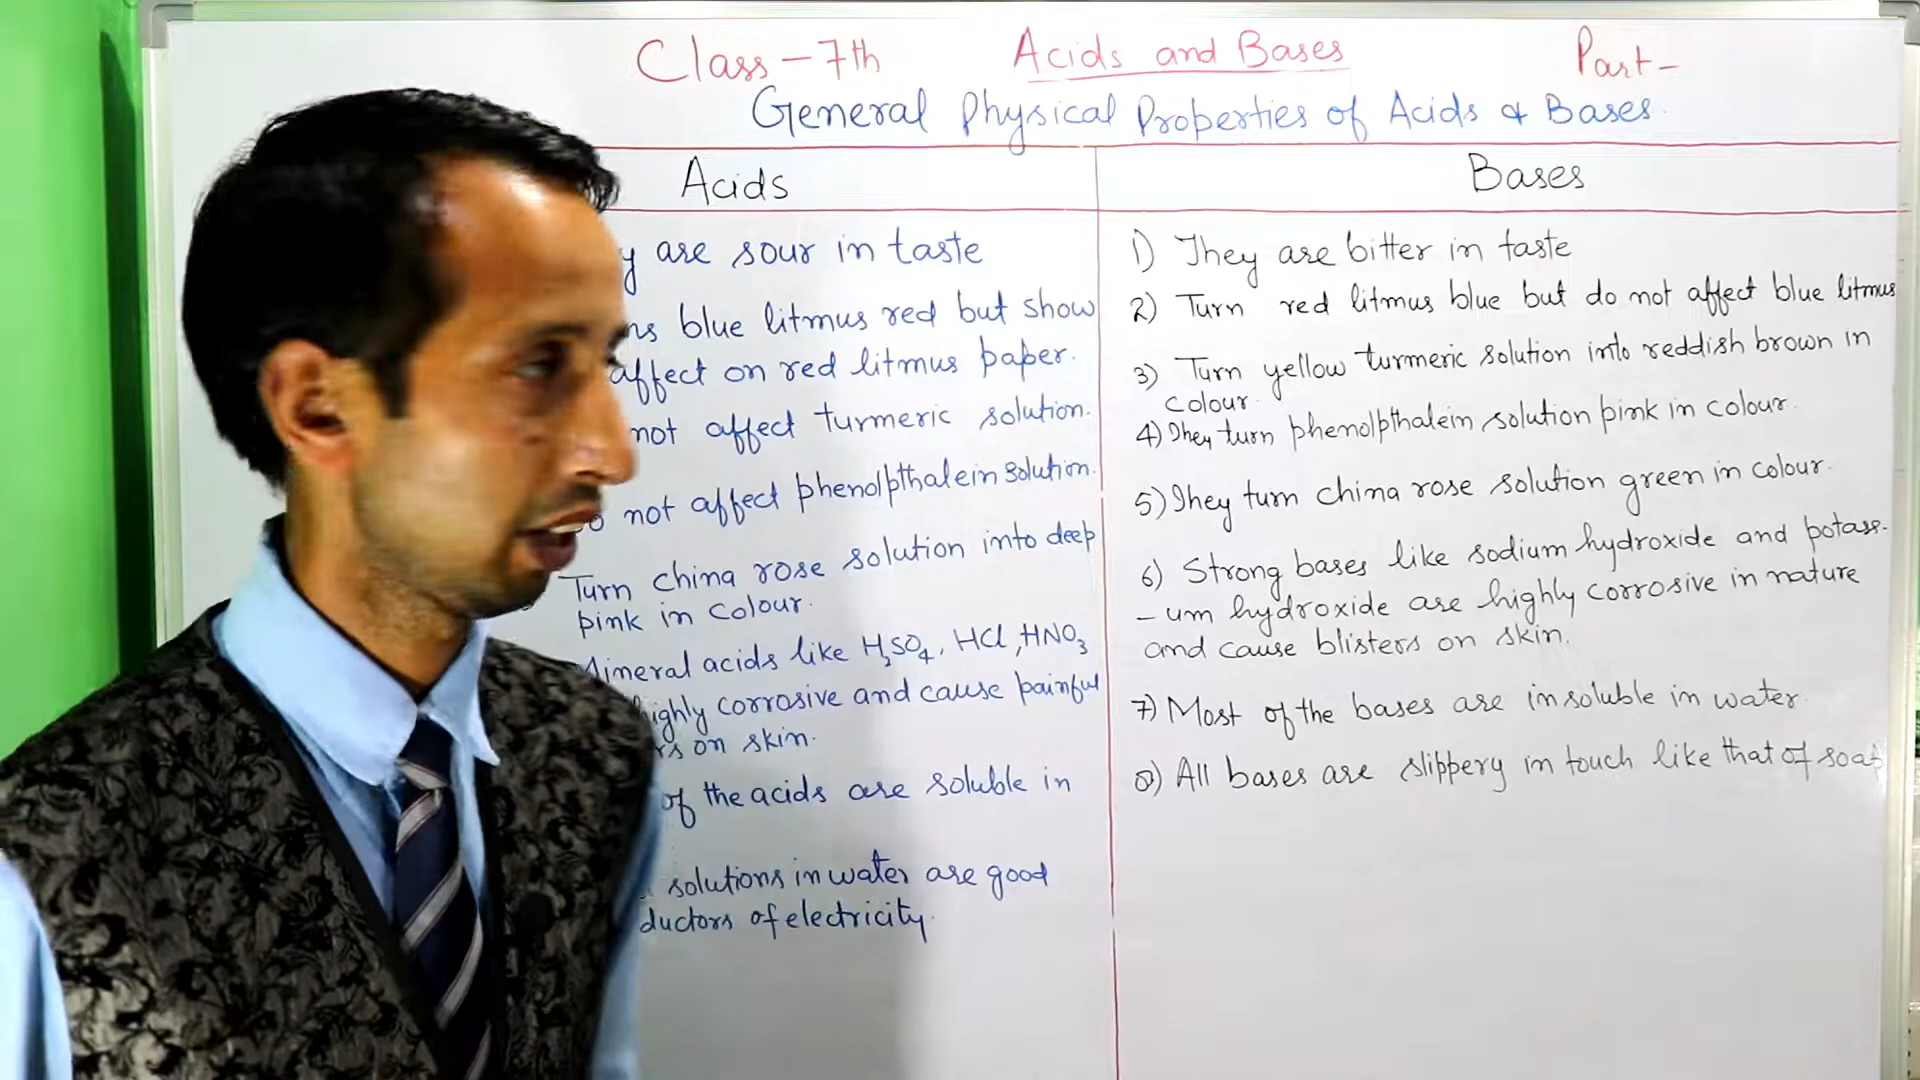 Class - 7th Acids and Bases Part -
General Physical Properties of Acids & Bases.
Acids
are sour in taste
blue litmus red but show
affect on red litmus paper.
not affect turmeric solution.
not affect phenolpthalein solution.
Turn china rose solution into deep
pink in colour.
acids like H2SO4, HCl, HNO3
highly corrosive and cause painful
on skin.
of the acids are soluble in
solutions in water are good
ductors of electricity.
Bases
1) They are bitter in taste
2) Turn red litmus blue but do not affect blue litmus
3) Turn yellow turmeric solution into reddish brown in
colour.
4) They turn phenolpthalein solution pink in colour.
5) They turn china rose solution green in colour.
6) Strong bases like sodium hydroxide and potass-
-um hydroxide are highly corrosive in nature
and cause blisters on skin.
7) Most of the bases are insoluble in water.
8) All bases are slippery in touch like that of soap